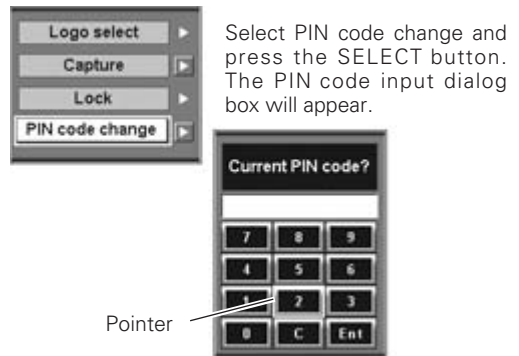 Logo select
Capture
Lock
PIN code change
Select PIN code change and
press the SELECT button.
The PIN code input dialog
box will appear.
Current PIN code?
7 8 9
4 5 6
1 2 3
Pointer
0 C Ent